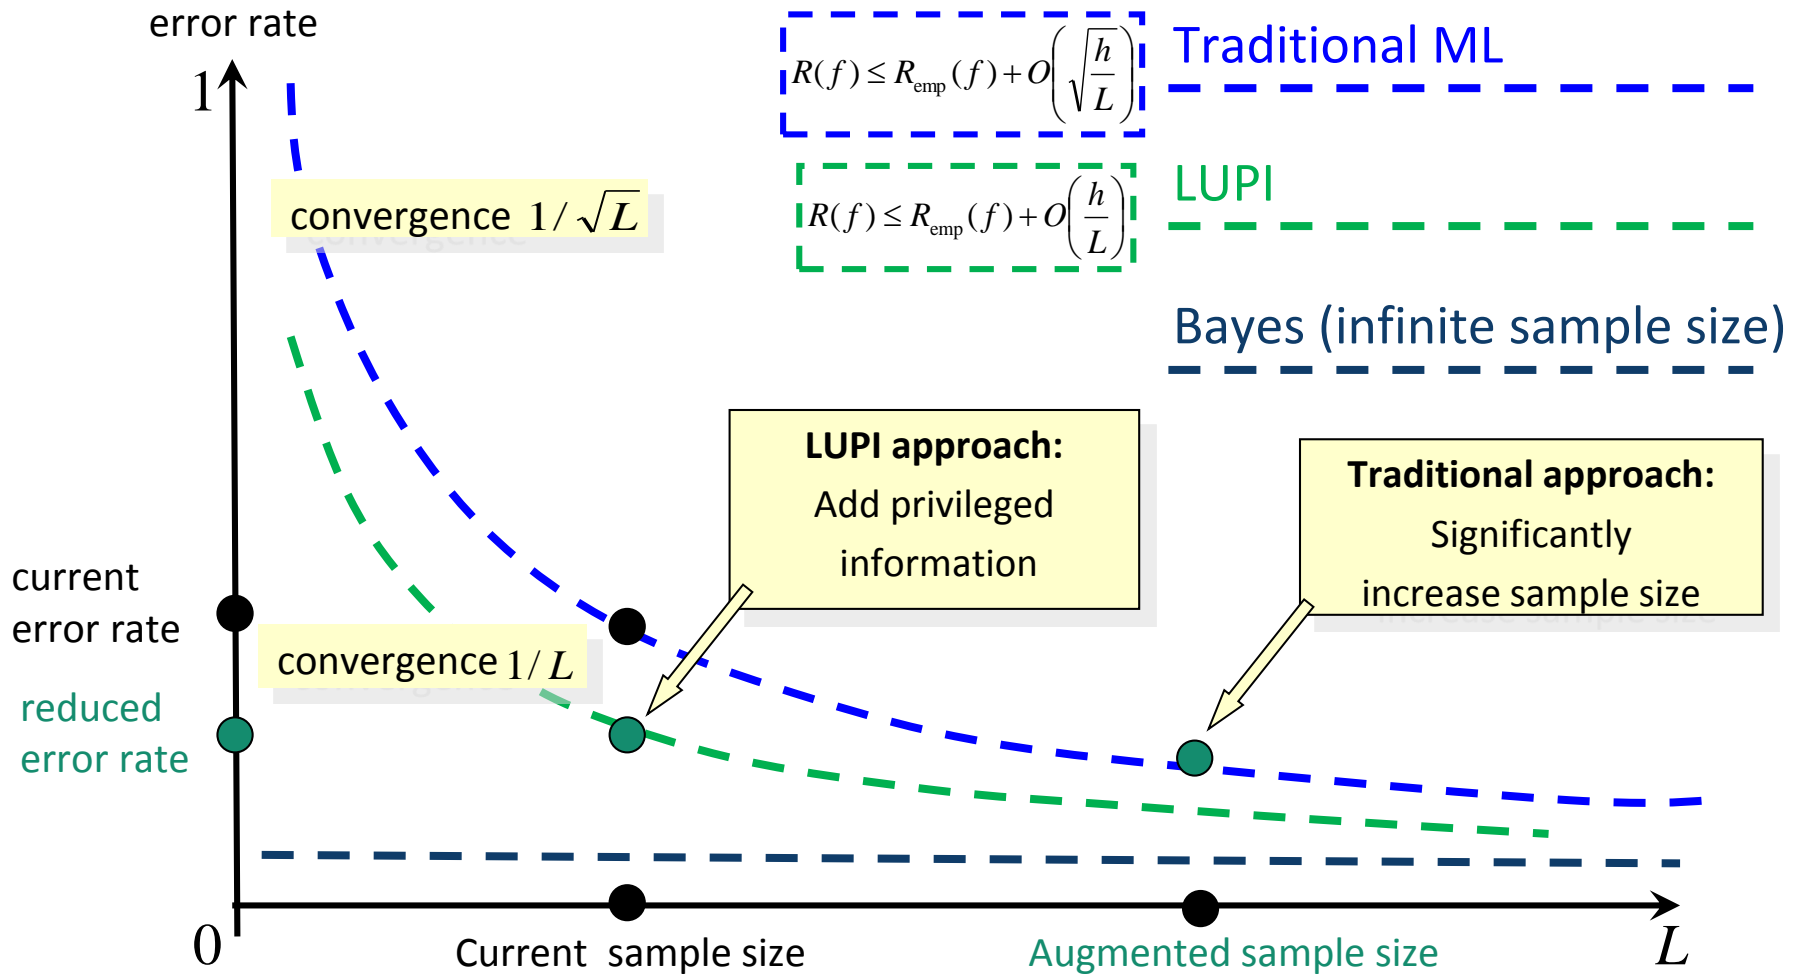 error rate
1
R(f) ≤ R_emp(f) + O(√(h/L))
Traditional ML
convergence 1/√L
R(f) ≤ R_emp(f) + O(h/L)
LUPI
Bayes (infinite sample size)
LUPI approach:
Add privileged
information
Traditional approach:
Significantly
increase sample size
current
error rate
convergence 1/L
reduced
error rate
0
Current sample size
Augmented sample size
L